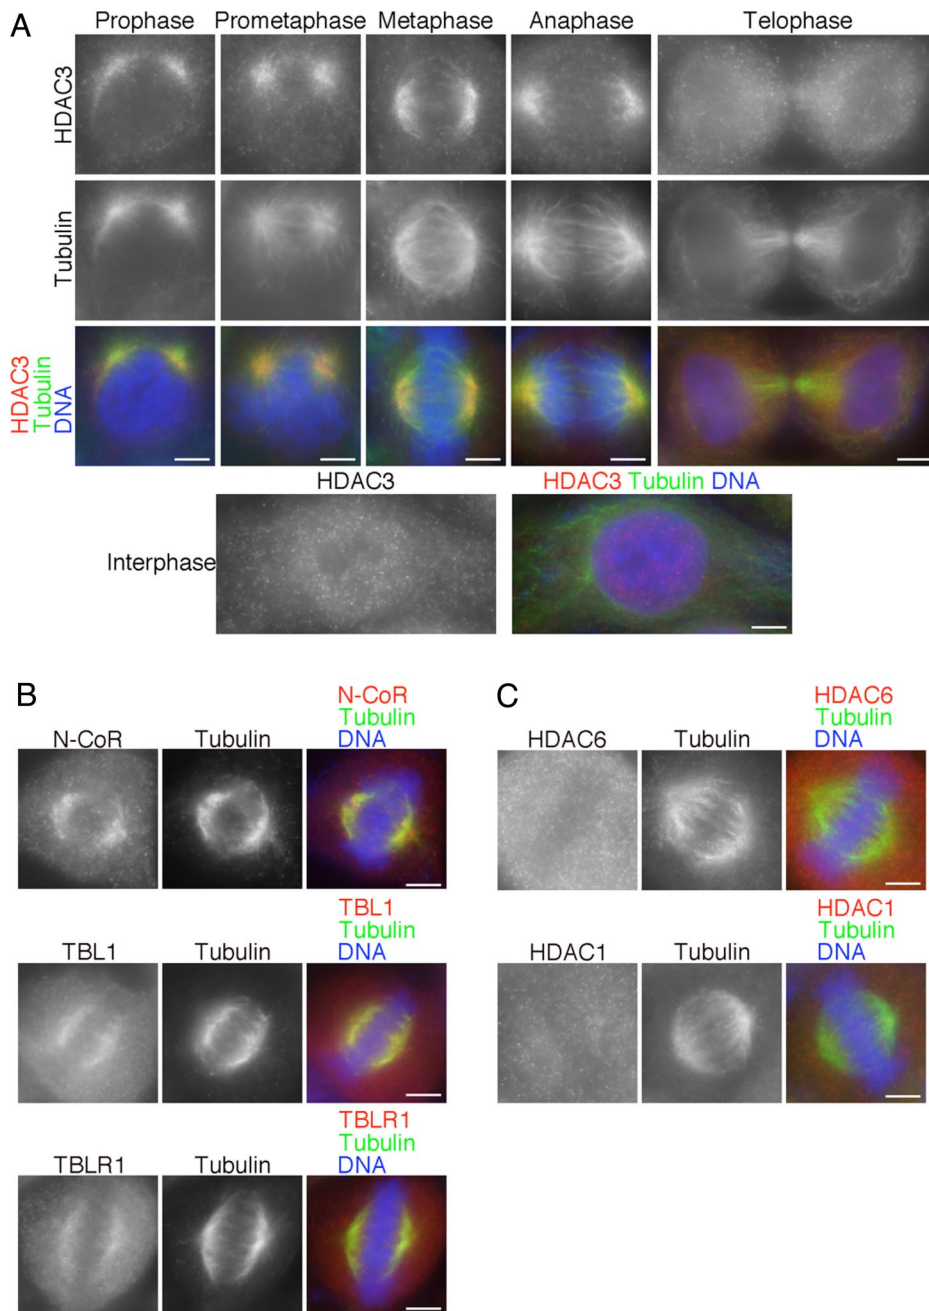 A
Prophase Prometaphase Metaphase Anaphase Telophase
HDAC3
Tubulin
HDAC3
Tubulin
DNA
HDAC3
HDAC3 Tubulin DNA
Interphase
B
N-CoR
Tubulin
N-CoR
Tubulin
DNA
TBL1
Tubulin
TBL1
Tubulin
DNA
TBLR1
Tubulin
TBLR1
Tubulin
DNA
C
HDAC6
Tubulin
HDAC6
Tubulin
DNA
HDAC1
Tubulin
HDAC1
Tubulin
DNA